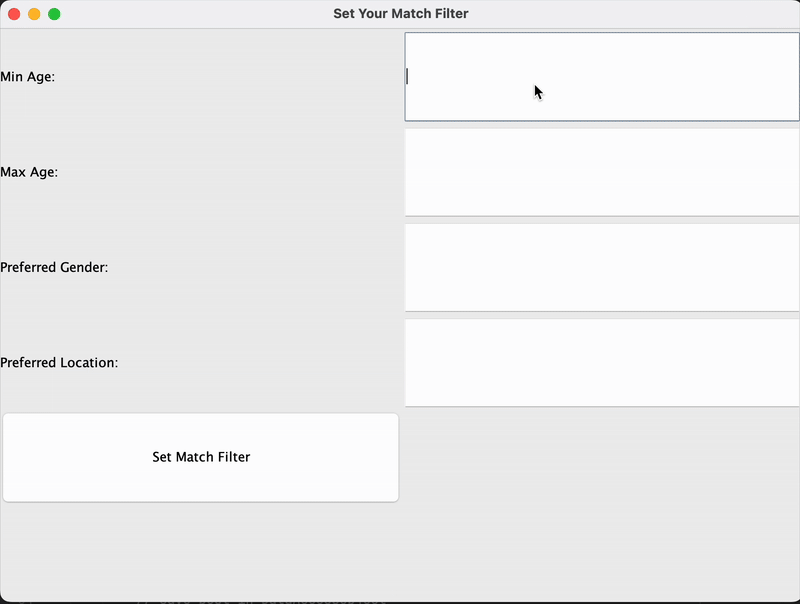 Set Your Match Filter
Min Age:
Max Age:
Preferred Gender:
Preferred Location:
Set Match Filter